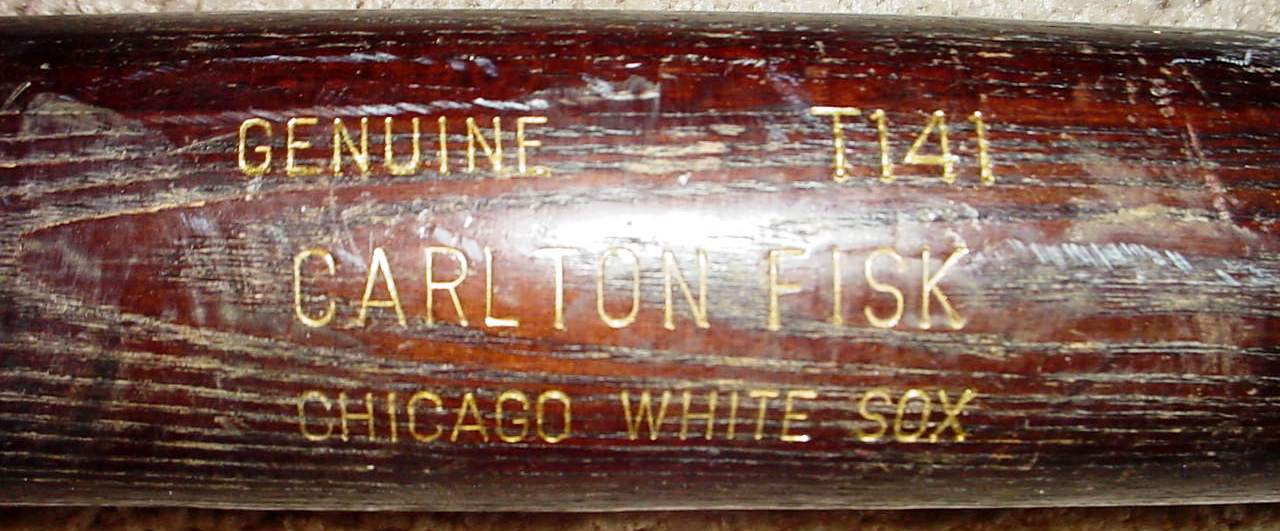 GENUINE T141
CARLTON FISK
CHICAGO WHITE SOX